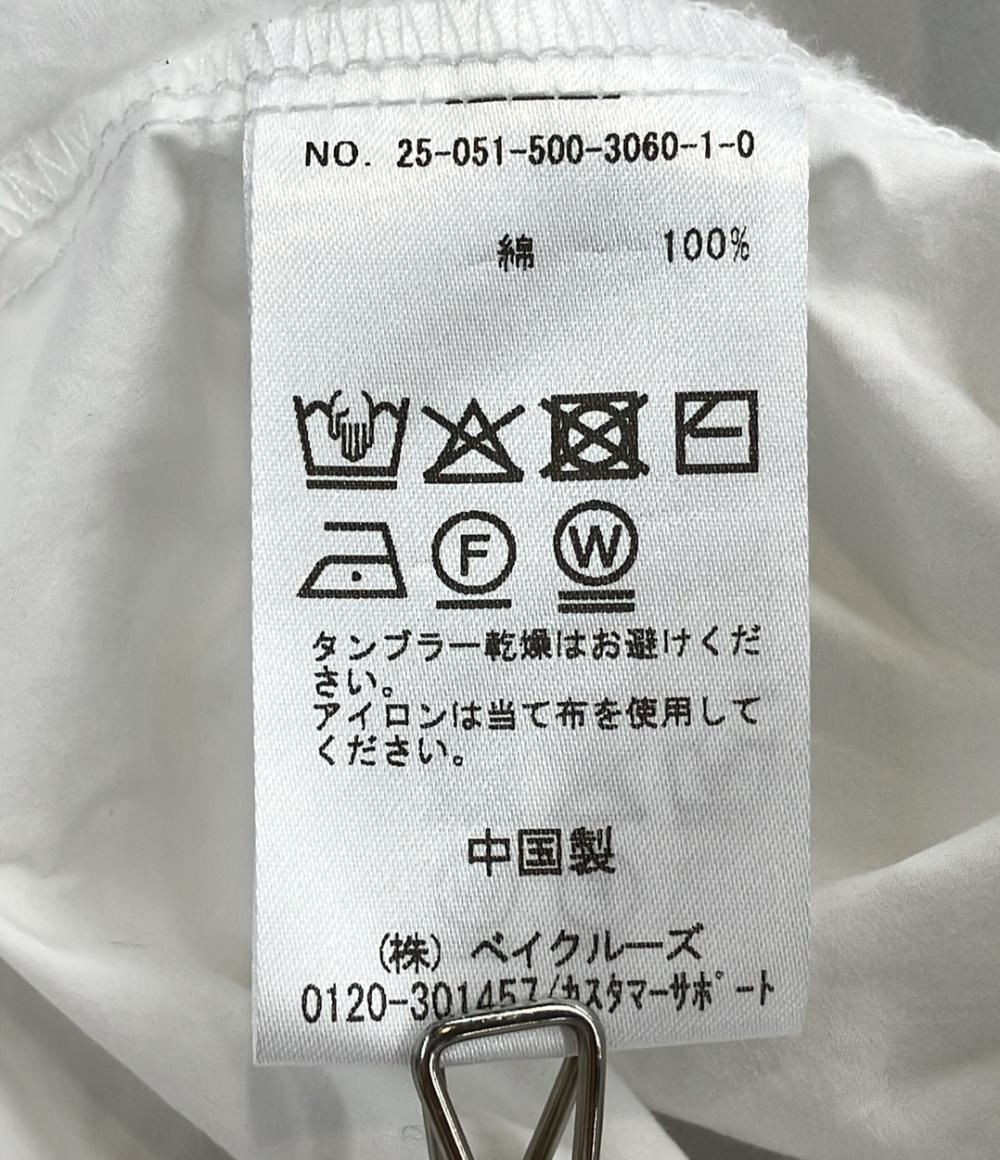 NO. 25-051-500-3060-1-0
綿 100%
F W
タンブラー乾燥はお避けくだ
さい。
アイロンは当て布を使用して
ください。
中国製
(株) ベイクルーズ
0120-301457/カスタマーサポート